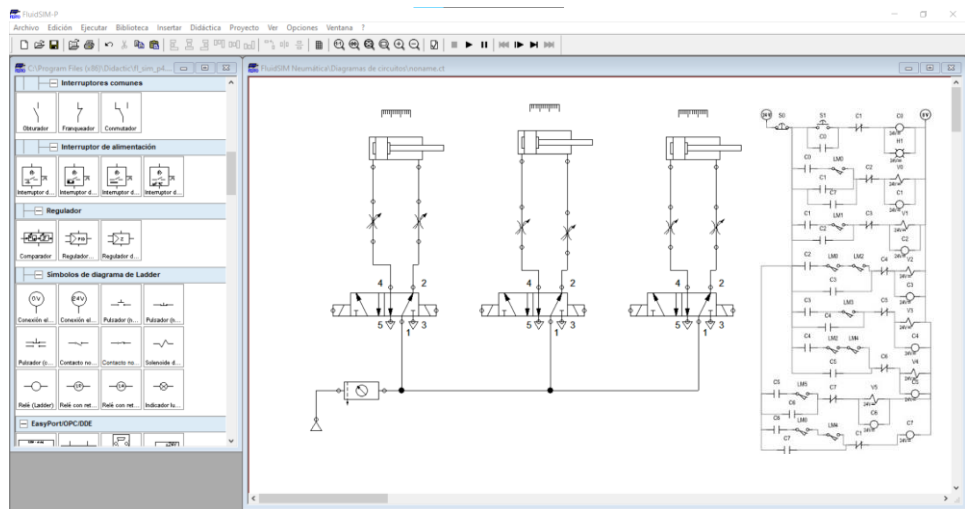 FluidSIM-P
Archivo Edición Ejecutar Biblioteca Insertar Didáctica Proyecto Ver Opciones Ventana ?
C:\Program Files (x86)\Didactic\fl_sim_p4...
Interruptores comunes
Obturador Franqueador Conmutador
Interruptor de alimentación
Interruptor d... Interruptor d... Interruptor d... Interruptor d...
Regulador
Comparador Regulador... Regulador d...
Símbolos de diagrama de Ladder
0V 24V
Conexión el... Conexión el... Pulsador (n... Pulsador (n...
Pulsador (c... Contacto no... Contacto no... Solenoide d...
Relé (Ladder) Relé con ret... Relé con ret... Indicador lu...
EasyPort/OPC/DDE
FluidSIM Neumática\Diagramas de circuitos\noname.ct
4 2
5 1 3
4 2
5 1 3
4 2
5 1 3
S0 S1 C1 C0
C0 H1
C0 LM0 C2 V0
C1
C7 C1
C1 LM1 C3 V1
C2 C2
C2 LM0 LM2 C4 V2
C3 C3
LM3
C4 C4
C4 LM2 LM4 C6 V4
C5 C5
C5 LM5 C7 V5
C6 C6
LM4 C7
C7 C1